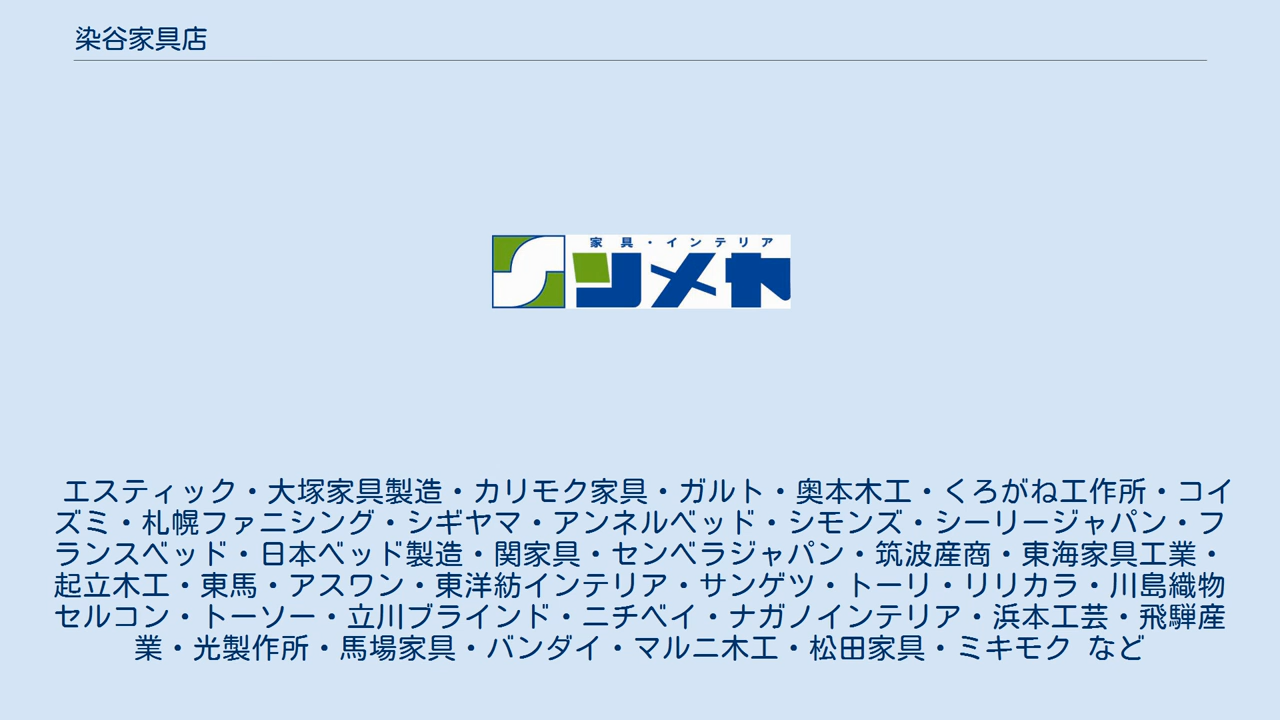 染谷家具店
家具・インテリア
ソメヤ
エスティック・大塚家具製造・カリモク家具・ガルト・奥本木工・くろがね工作所・コイ
ズミ・札幌ファニシング・シギヤマ・アンネルベッド・シモンズ・シーリージャパン・フ
ランスベッド・日本ベッド製造・関家具・センベラジャパン・筑波産商・東海家具工業・
起立木工・東馬・アスワン・東洋紡インテリア・サンゲツ・トーリ・リリカラ・川島織物
セルコン・トーソー・立川ブラインド・ニチベイ・ナガノインテリア・浜本工芸・飛騨産
業・光製作所・馬場家具・バンダイ・マルニ木工・松田家具・ミキモク など